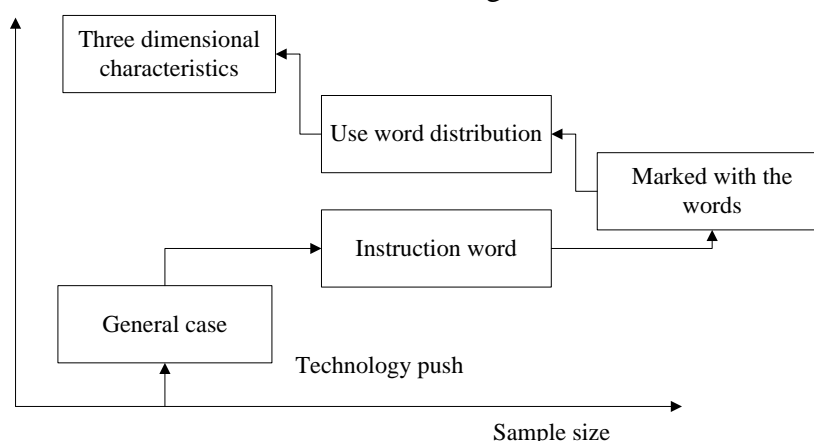 Three dimensional
characteristics
Use word distribution
Marked with the
words
Instruction word
General case
Technology push
Sample size